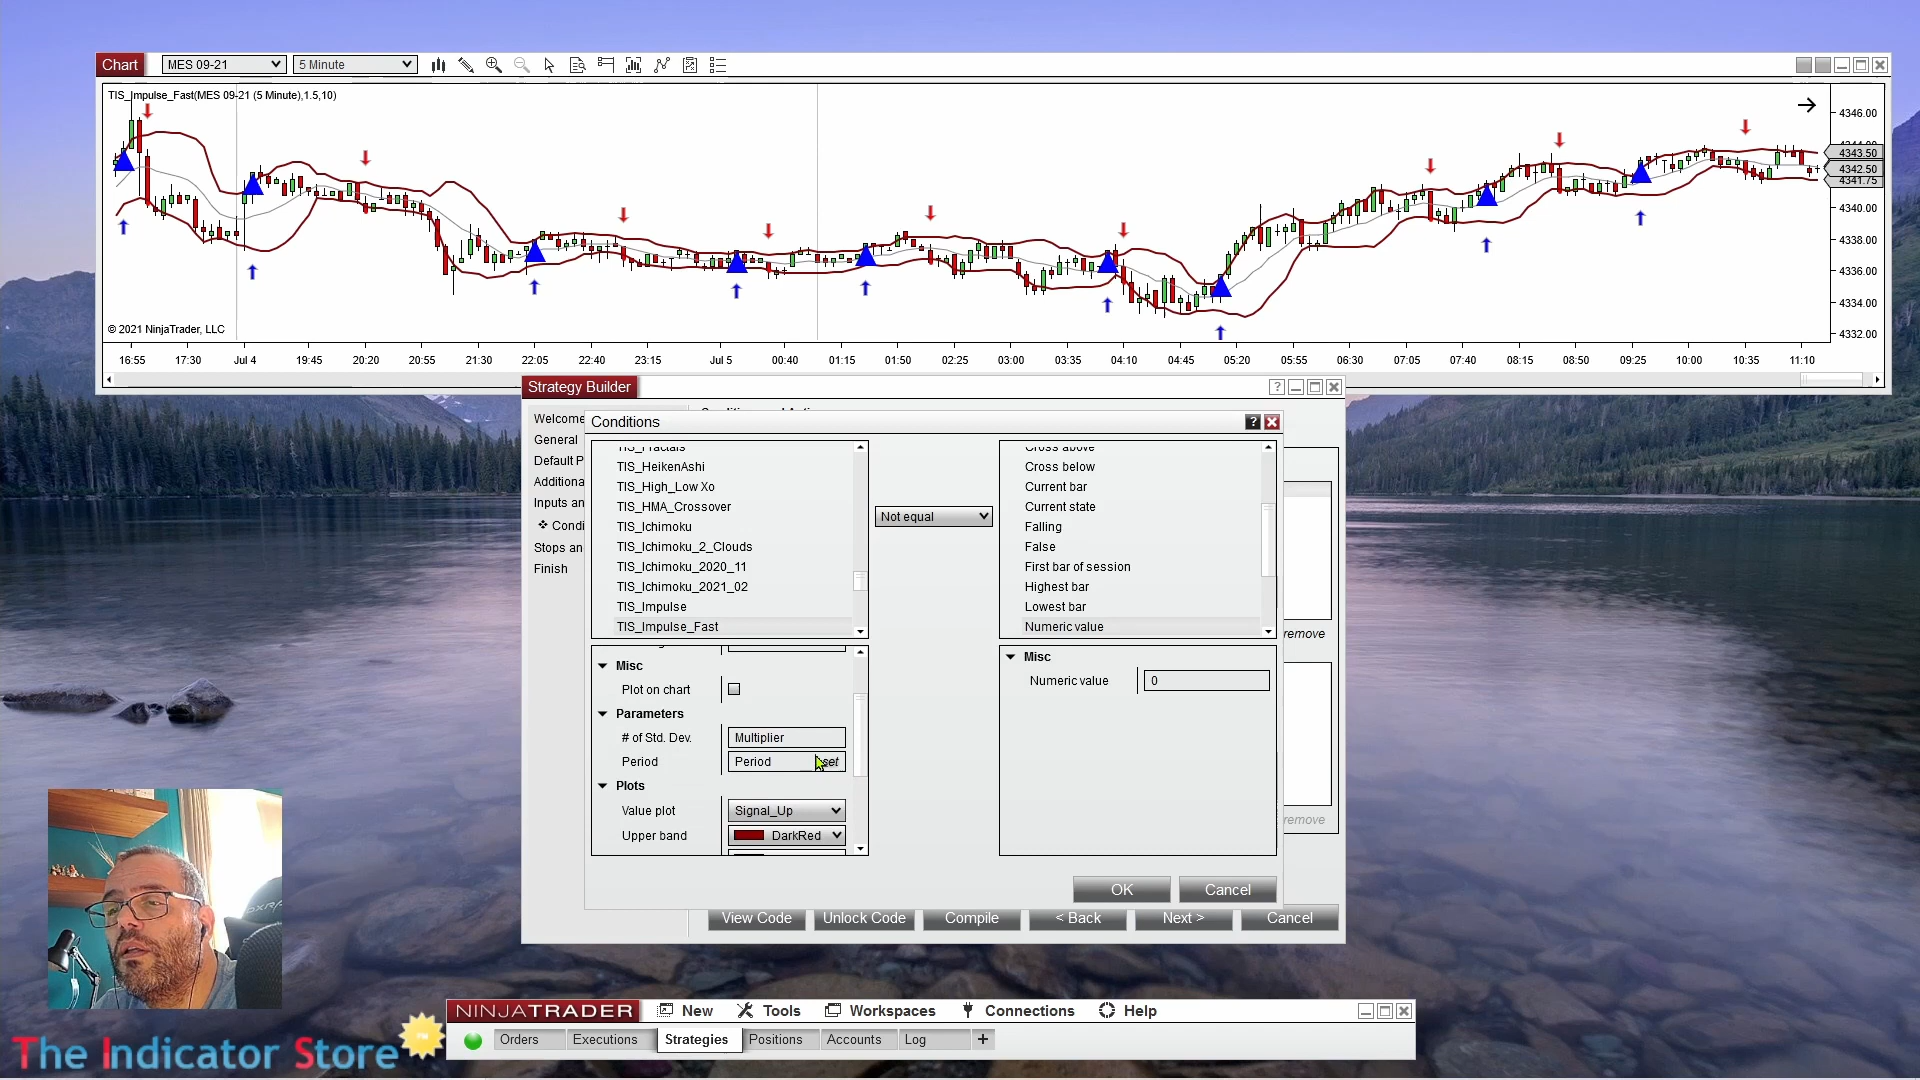 Chart MES 09-21 5 Minute
TIS_Impulse_Fast(MES 09-21 (5 Minute),1.5,10)
4346.00
4343.50
4342.50
4341.75
4340.00
4338.00
4336.00
4334.00
4332.00
© 2021 NinjaTrader, LLC
16:55 17:30 Jul 4 19:45 20:20 20:55 21:30 22:05 22:40 23:15 Jul 5 00:40 01:15 01:50 02:25 03:00 03:35 04:10 04:45 05:20 05:55 06:30 07:05 07:40 08:15 08:50 09:25 10:00 10:35 11:10
Strategy Builder
?
Welcome
General
Default P
Additiona
Inputs an
Condi
Stops an
Finish
Conditions
?
TIS_Fractals
TIS_HeikenAshi
TIS_High_Low Xo
TIS_HMA_Crossover
TIS_Ichimoku
TIS_Ichimoku_2_Clouds
TIS_Ichimoku_2020_11
TIS_Ichimoku_2021_02
TIS_Impulse
TIS_Impulse_Fast
Not equal
Cross above
Cross below
Current bar
Current state
Falling
False
First bar of session
Highest bar
Lowest bar
Numeric value
remove
Misc
Plot on chart
Parameters
# of Std. Dev. Multiplier
Period Period set
Plots
Value plot Signal_Up
Upper band DarkRed
Misc
Numeric value 0
remove
OK Cancel
View Code Unlock Code Compile < Back Next > Cancel
NINJATRADER New Tools Workspaces Connections Help
Orders Executions Strategies Positions Accounts Log +
The Indicator Store